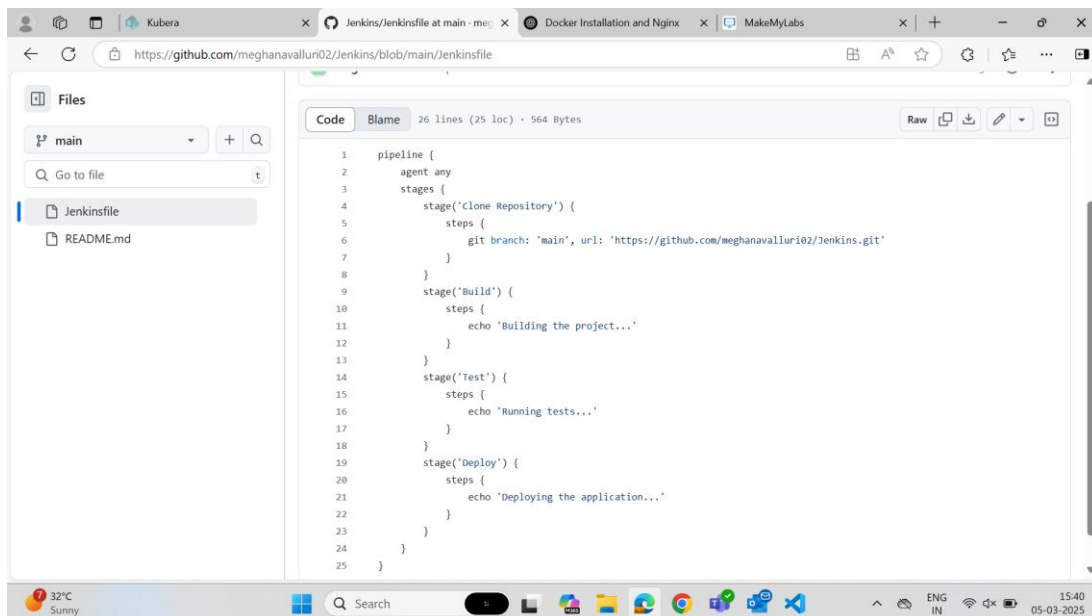 Kubera
Jenkins/Jenkinsfile at main · meg
Docker Installation and Nginx
MakeMyLabs
https://github.com/meghanavalluri02/Jenkins/blob/main/Jenkinsfile
Files
main
Go to file
t
Jenkinsfile
README.md
Code Blame 26 lines (25 loc) · 564 Bytes
Raw
1 pipeline {
2 agent any
3 stages {
4 stage('Clone Repository') {
5 steps {
6 git branch: 'main', url: 'https://github.com/meghanavalluri02/Jenkins.git'
7 }
8 }
9 stage('Build') {
10 steps {
11 echo 'Building the project...'
12 }
13 }
14 stage('Test') {
15 steps {
16 echo 'Running tests...'
17 }
18 }
19 stage('Deploy') {
20 steps {
21 echo 'Deploying the application...'
22 }
23 }
24 }
25 }
7
32°C
Sunny
Search
ENG
IN
15:40
05-03-2025